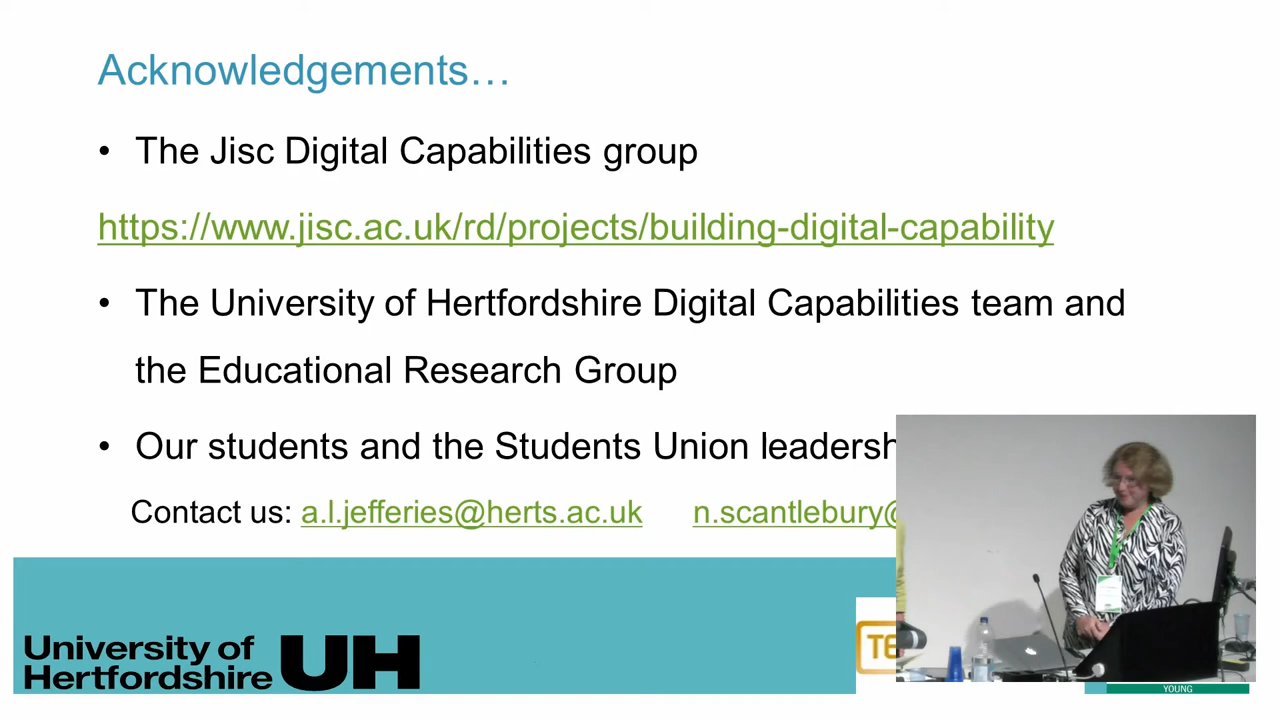 Acknowledgements…
• The Jisc Digital Capabilities group
https://www.jisc.ac.uk/rd/projects/building-digital-capability
• The University of Hertfordshire Digital Capabilities team and
the Educational Research Group
• Our students and the Students Union leadersh
Contact us: a.l.jefferies@herts.ac.uk n.scantlebury@
University of
Hertfordshire
UH
TE
YOUNG